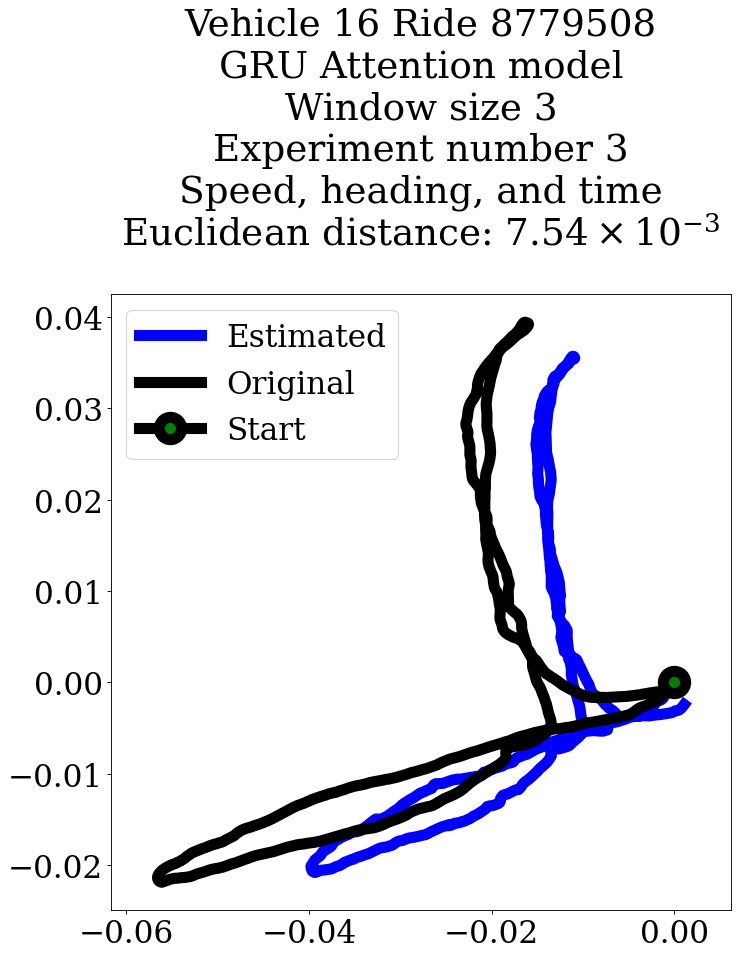 Vehicle 16 Ride 8779508
GRU Attention model
Window size 3
Experiment number 3
Speed, heading, and time
Euclidean distance: 7.54 × 10⁻³
Estimated
Original
Start
0.04
0.03
0.02
0.01
0.00
−0.01
−0.02
−0.06 −0.04 −0.02 0.00